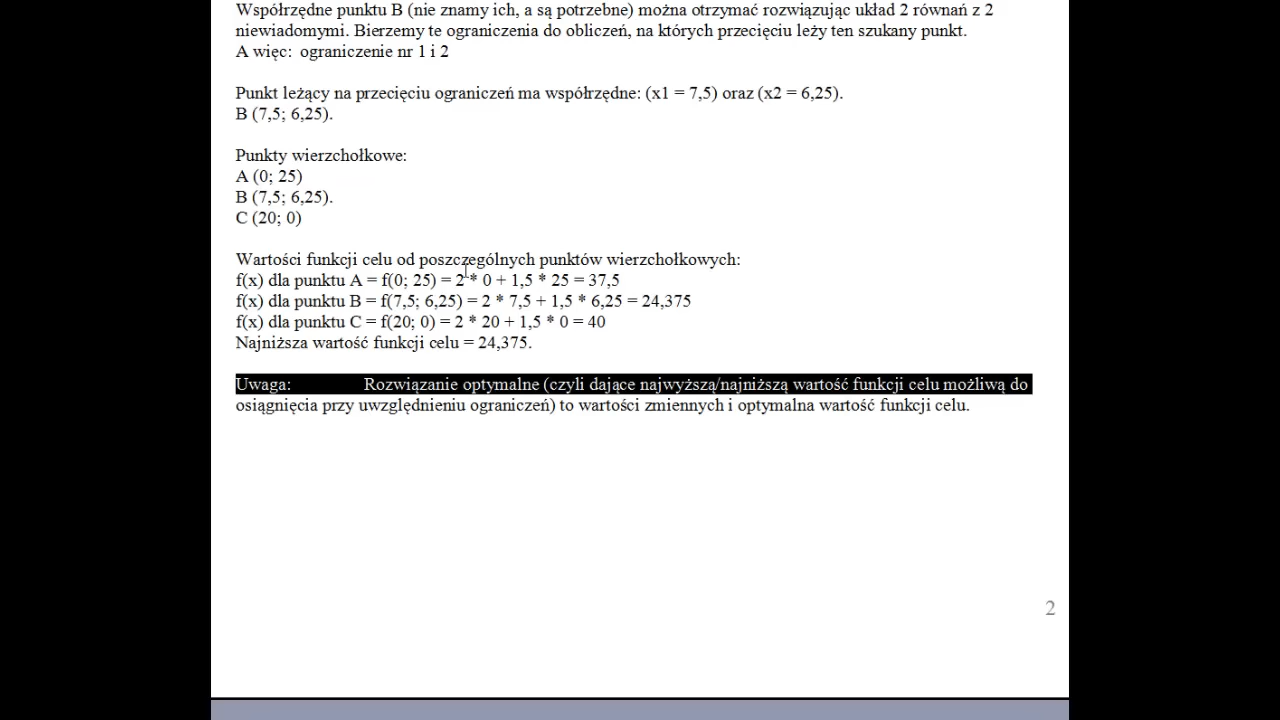 Współrzędne punktu B (nie znamy ich, a są potrzebne) można otrzymać rozwiązując układ 2 równań z 2
niewiadomymi. Bierzemy te ograniczenia do obliczeń, na których przecięciu leży ten szukany punkt.
A więc: ograniczenie nr 1 i 2
Punkt leżący na przecięciu ograniczeń ma współrzędne: (x1 = 7,5) oraz (x2 = 6,25).
B (7,5; 6,25).
Punkty wierzchołkowe:
A (0; 25)
B (7,5; 6,25).
C (20; 0)
Wartości funkcji celu od poszczególnych punktów wierzchołkowych:
f(x) dla punktu A = f(0; 25) = 2 * 0 + 1,5 * 25 = 37,5
f(x) dla punktu B = f(7,5; 6,25) = 2 * 7,5 + 1,5 * 6,25 = 24,375
f(x) dla punktu C = f(20; 0) = 2 * 20 + 1,5 * 0 = 40
Najniższa wartość funkcji celu = 24,375.
Uwaga: Rozwiązanie optymalne (czyli dające najwyższą/najniższą wartość funkcji celu możliwą do
osiągnięcia przy uwzględnieniu ograniczeń) to wartości zmiennych i optymalna wartość funkcji celu.
2